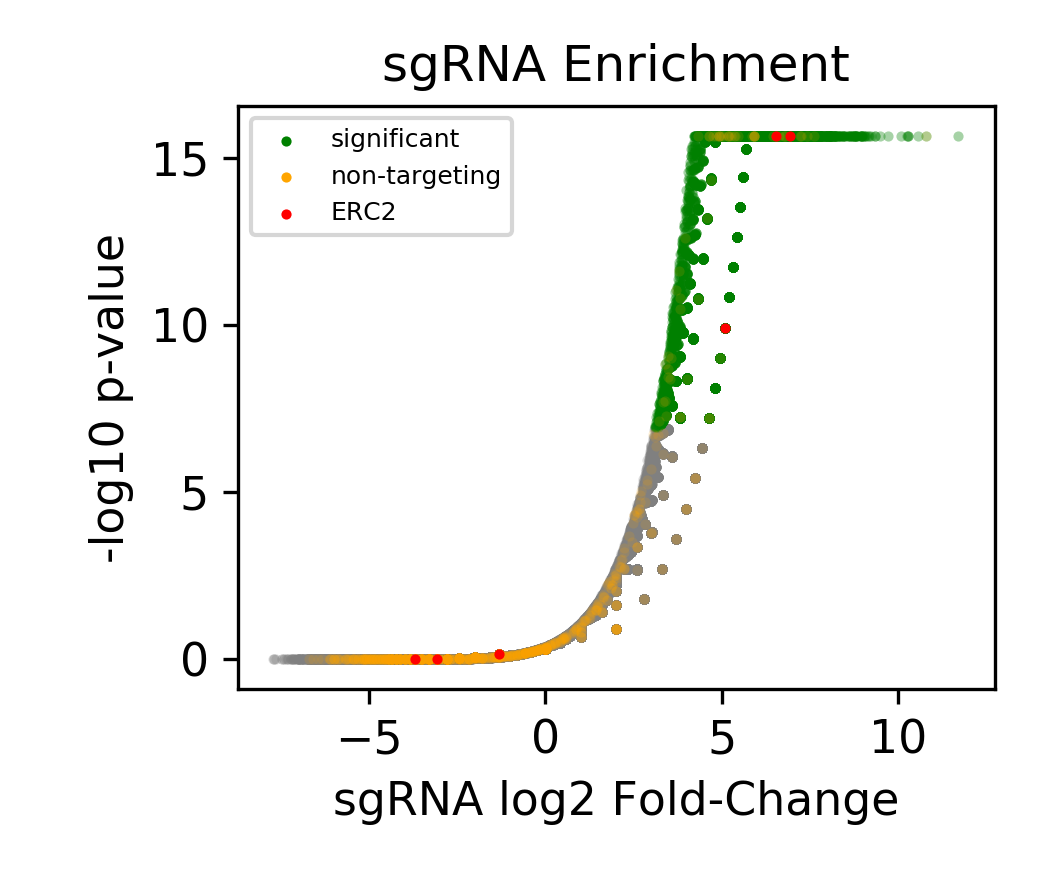 sgRNA Enrichment
significant
non-targeting
ERC2
15
10
5
0
-log10 p-value
−5 0 5 10
sgRNA log2 Fold-Change